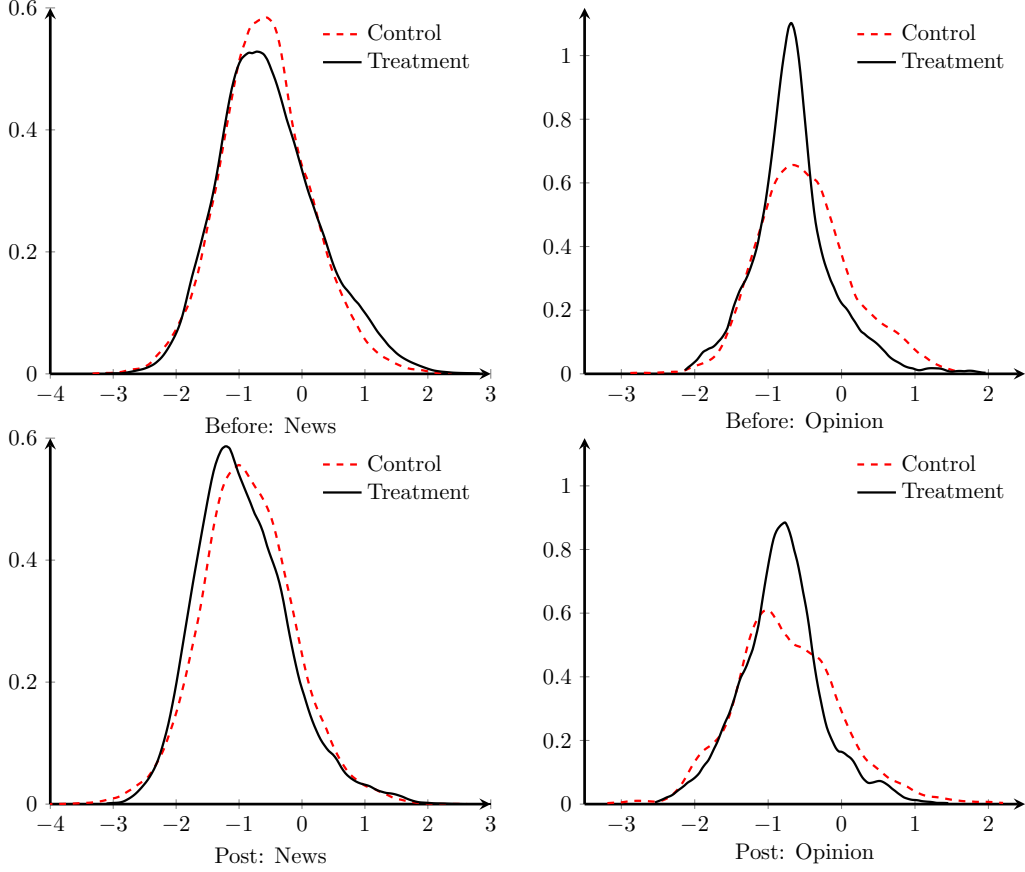 0.6
0.4
0.2
0
Control
Treatment
−4 −3 −2 −1 0 1 2 3
Before: News
1
0.8
0.6
0.4
0.2
0
Control
Treatment
−3 −2 −1 0 1 2
Before: Opinion
0.6
0.4
0.2
0
Control
Treatment
−4 −3 −2 −1 0 1 2 3
Post: News
1
0.8
0.6
0.4
0.2
0
Control
Treatment
−3 −2 −1 0 1 2
Post: Opinion